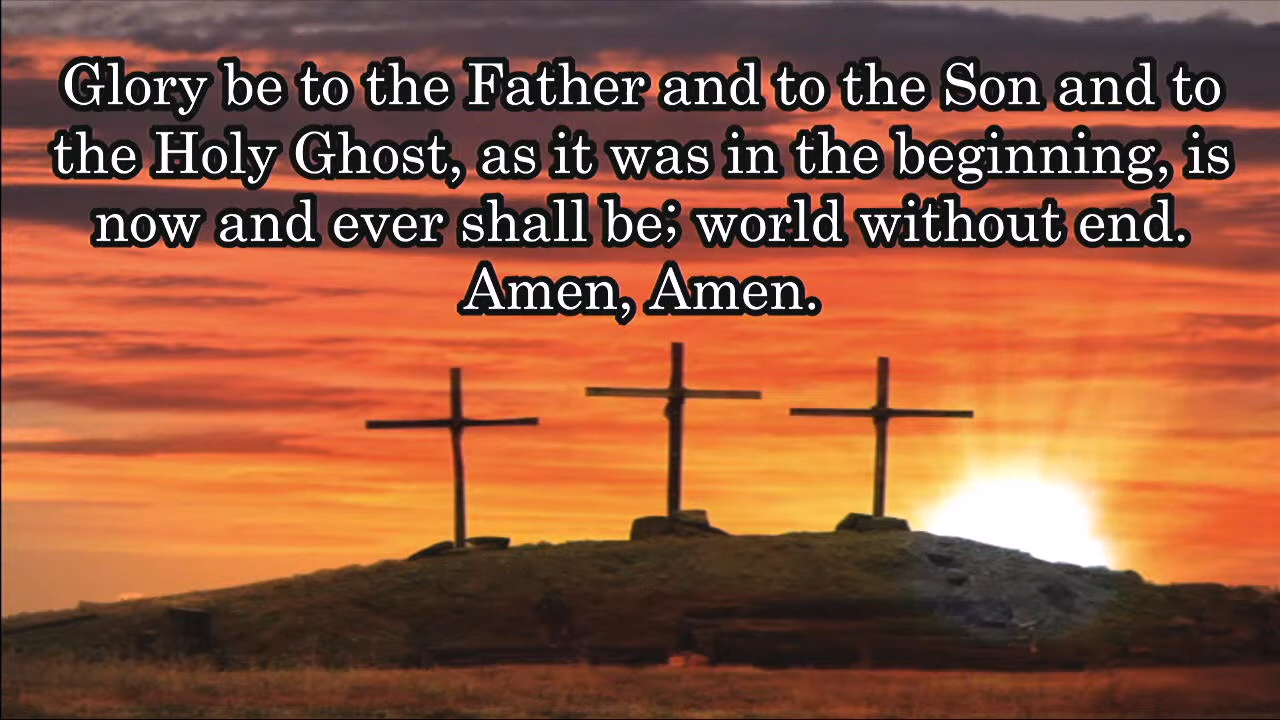 Glory be to the Father and to the Son and to
the Holy Ghost, as it was in the beginning, is
now and ever shall be; world without end.
Amen, Amen.